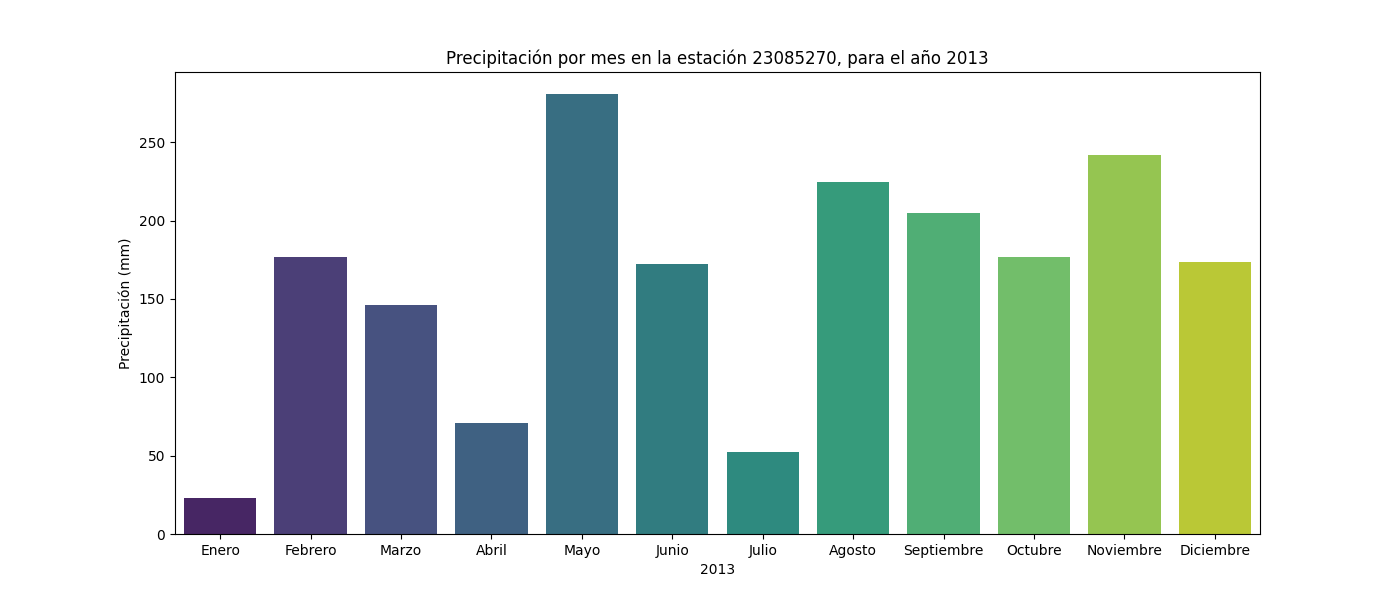 Precipitación por mes en la estación 23085270, para el año 2013
Precipitación (mm)
250
200
150
100
50
0
Enero Febrero Marzo Abril Mayo Junio Julio Agosto Septiembre Octubre Noviembre Diciembre
2013